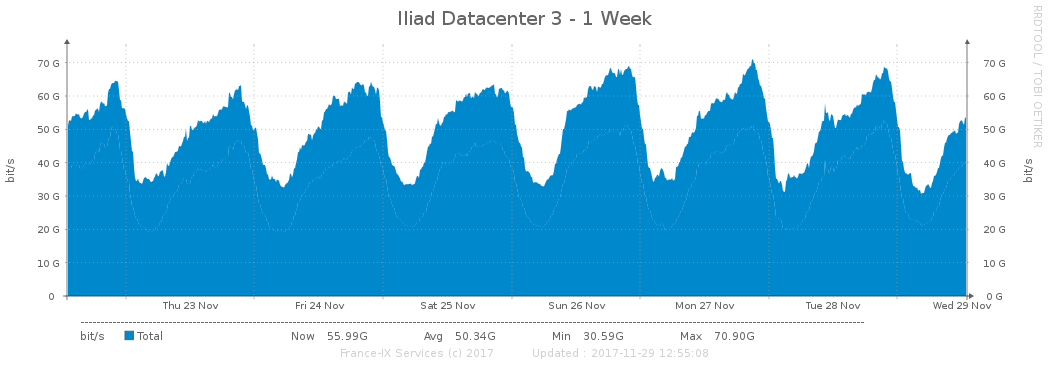 Iliad Datacenter 3 - 1 Week
RRDTOOL / TOBI OETIKER
bit/s
bit/s
70 G 70 G
60 G 60 G
50 G 50 G
40 G 40 G
30 G 30 G
20 G 20 G
10 G 10 G
0 0 G
Thu 23 Nov Fri 24 Nov Sat 25 Nov Sun 26 Nov Mon 27 Nov Tue 28 Nov Wed 29 Nov
bit/s Total Now 55.99G Avg 50.34G Min 30.59G Max 70.90G
France-IX Services (c) 2017 Updated : 2017-11-29 12:55:08